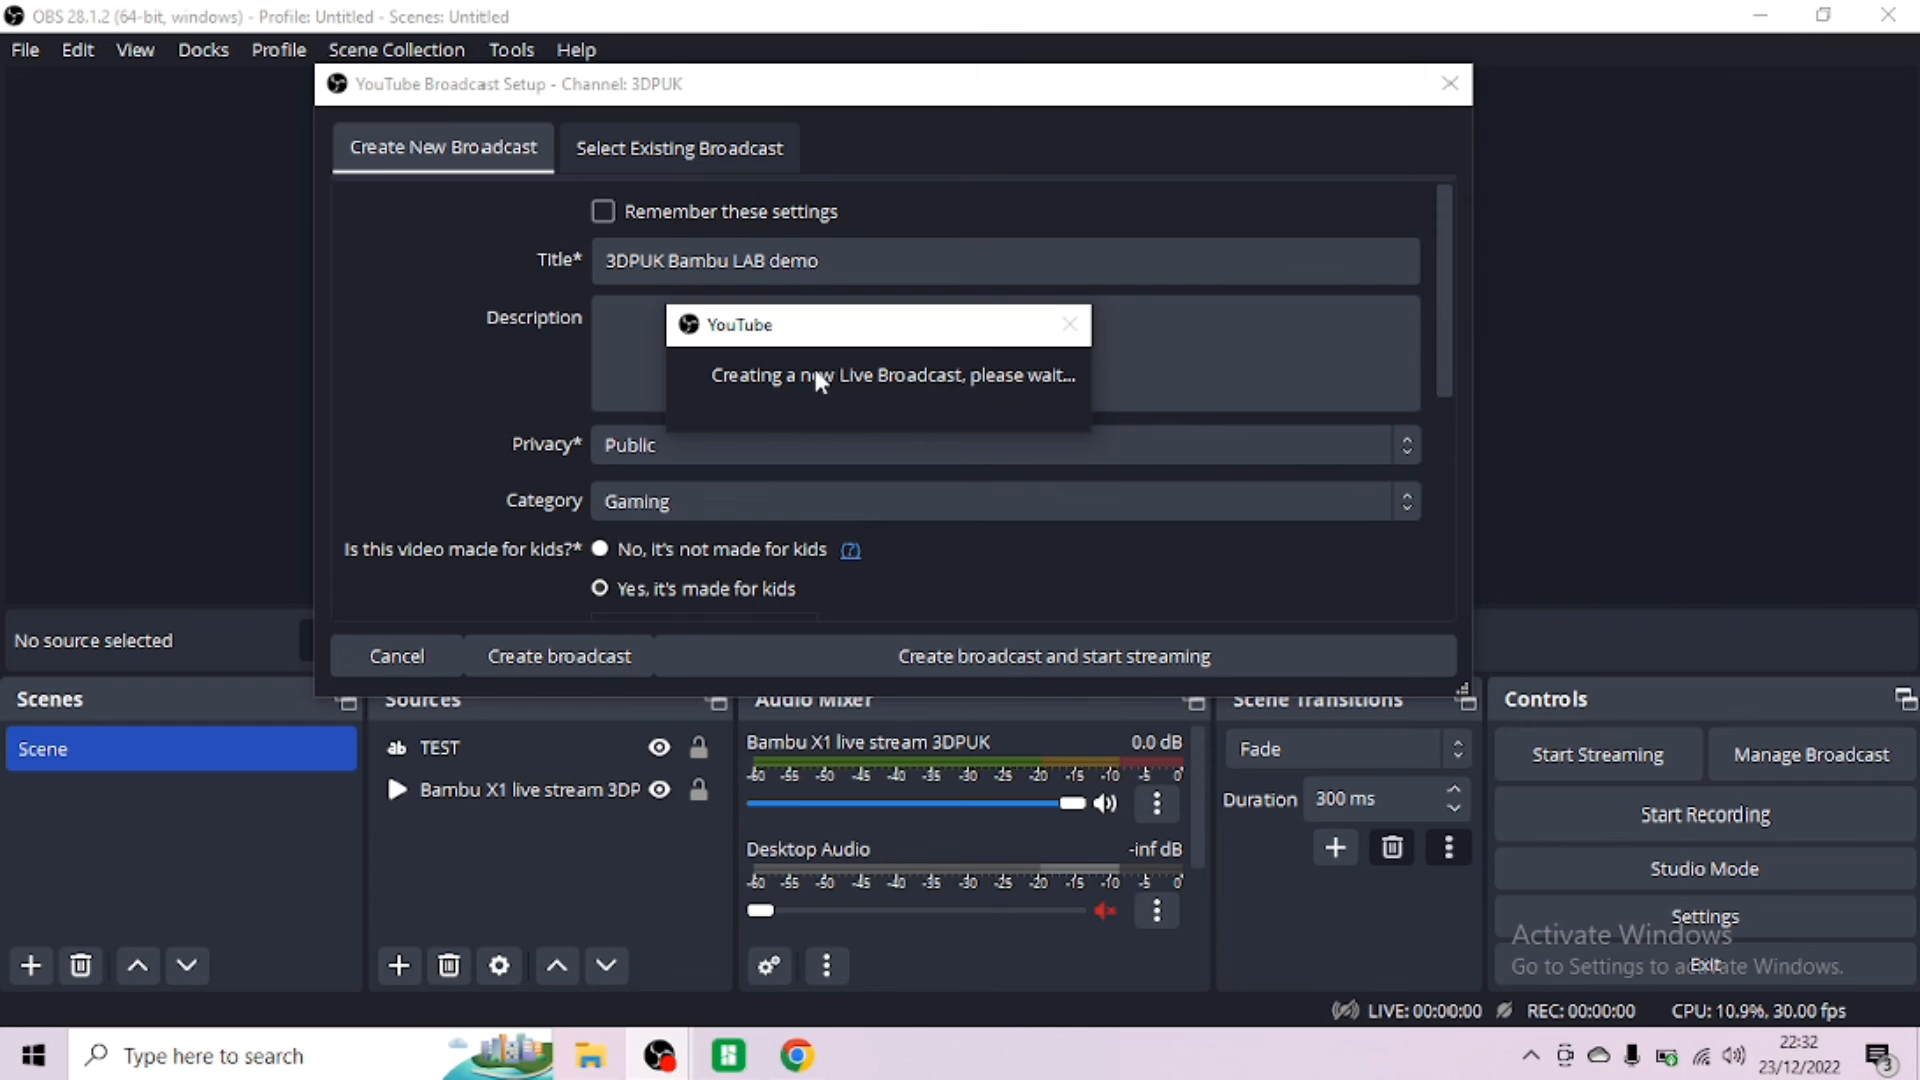 OBS 28.1.2 (64-bit, windows) - Profile: Untitled - Scenes: Untitled
File Edit View Docks Profile Scene Collection Tools Help
YouTube Broadcast Setup - Channel: 3DPUK
Create New Broadcast Select Existing Broadcast
Remember these settings
Title* 3DPUK Bambu LAB demo
Description
YouTube
Creating a new Live Broadcast, please wait...
Privacy* Public
Category Gaming
Is this video made for kids?* No, it's not made for kids (?)
Yes, it's made for kids
No source selected
Cancel Create broadcast Create broadcast and start streaming
Scenes Sources Audio Mixer Scene Transitions Controls
Scene
ab TEST
Bambu X1 live stream 3DP
Bambu X1 live stream 3DPUK 0.0 dB
-60 -55 -50 -45 -40 -35 -30 -25 -20 -15 -10 -5 0
Desktop Audio -inf dB
-60 -55 -50 -45 -40 -35 -30 -25 -20 -15 -10 -5 0
Fade
Duration 300 ms
Start Streaming Manage Broadcast
Start Recording
Studio Mode
Settings
Exit
Activate Windows
Go to Settings to activate Windows.
LIVE: 00:00:00 REC: 00:00:00 CPU: 10.9%, 30.00 fps
Type here to search
22:32
23/12/2022
3